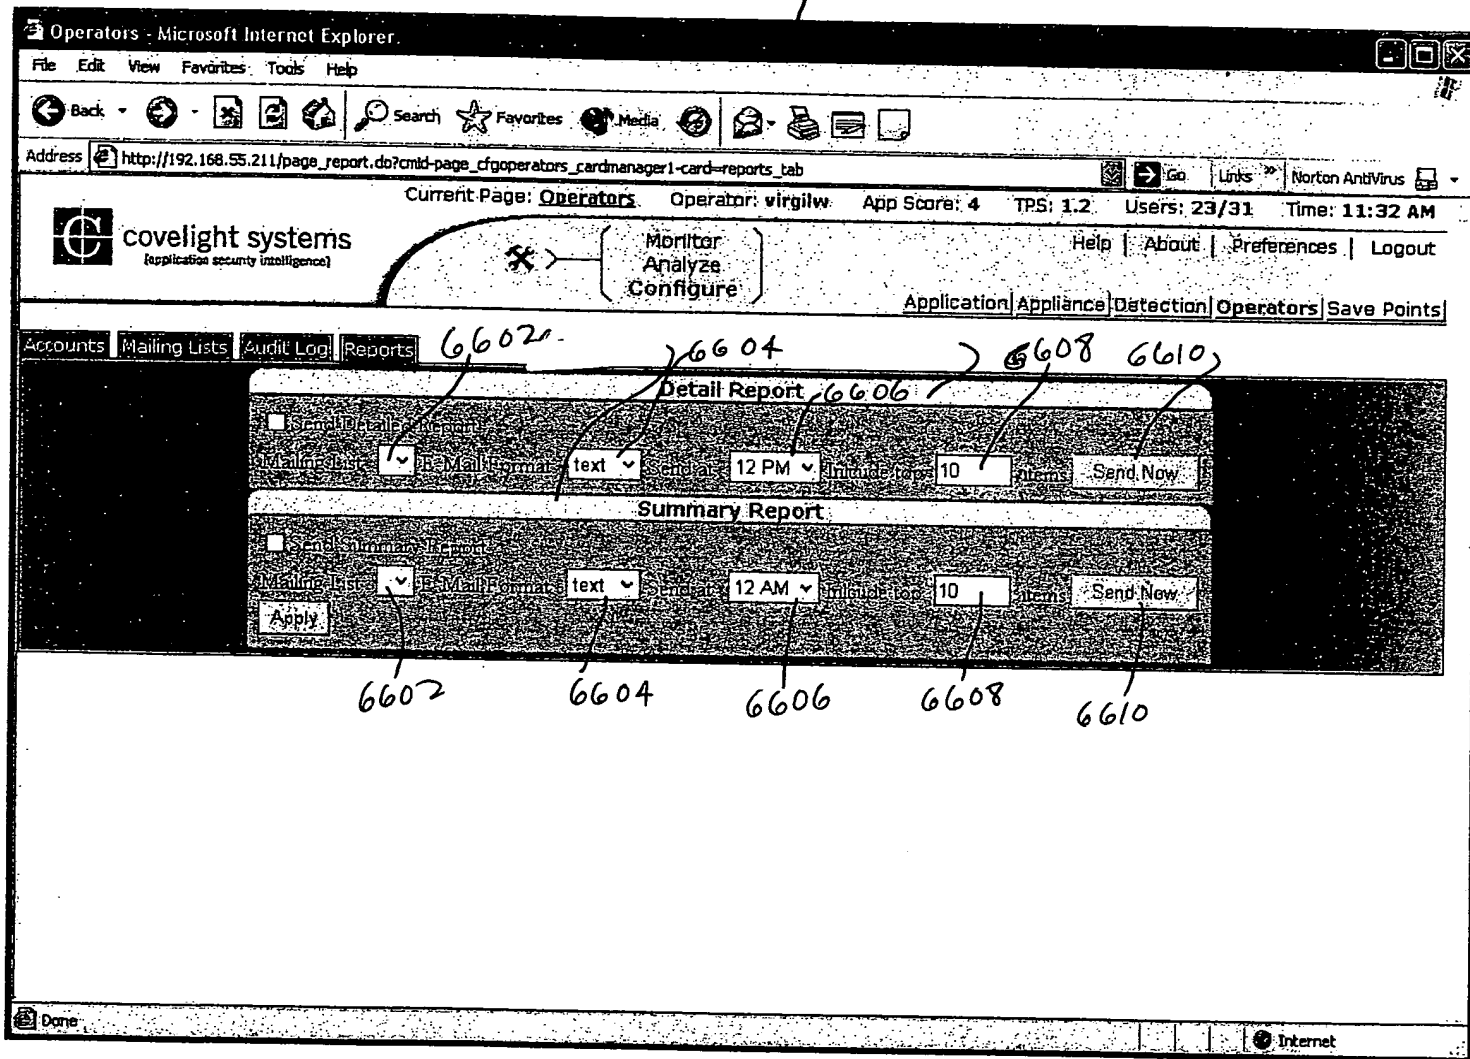 Operators - Microsoft Internet Explorer
File Edit View Favorites Tools Help
Back Search Favorites Media
Address http://192.168.55.211/page_report.do?cmid-page_cfgoperators_cardmanager1-card=reports_tab Go Links » Norton AntiVirus
Current Page: Operators Operator: virgilw App Score: 4 TPS: 1.2 Users: 23/31 Time: 11:32 AM
covelight systems
[application security intelligence]
Monitor
Analyze
Configure
Help | About | Preferences | Logout
Application | Appliance | Detection | Operators | Save Points |
Accounts Mailing Lists Audit Log Reports
6602 6604 6606 6608 6610
Detail Report
Send Detailed Report
Mailing List E-Mail Format text Send at 12 PM Inlcude top 10 items Send Now
Summary Report
Send Summary Report
Mailing List E-Mail Format text Send at 12 AM Inlcude top 10 items Send Now
Apply
6602 6604 6606 6608 6610
Done Internet